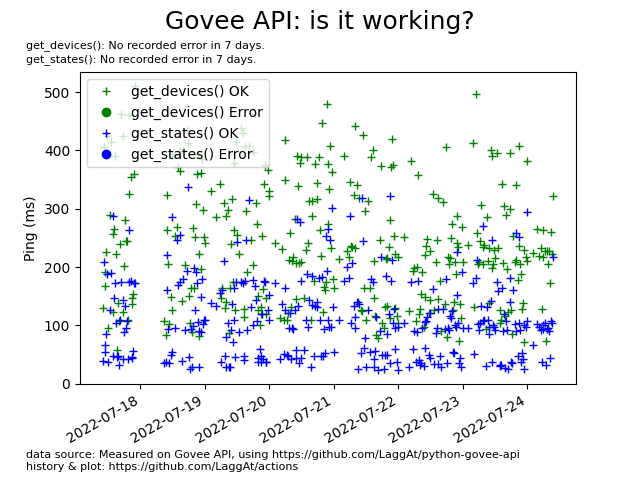 Govee API: is it working?
get_devices(): No recorded error in 7 days.
get_states(): No recorded error in 7 days.
get_devices() OK
get_devices() Error
get_states() OK
get_states() Error
Ping (ms)
500
400
300
200
100
0
2022-07-18
2022-07-19
2022-07-20
2022-07-21
2022-07-22
2022-07-23
2022-07-24
data source: Measured on Govee API, using https://github.com/LaggAt/python-govee-api
history & plot: https://github.com/LaggAt/actions